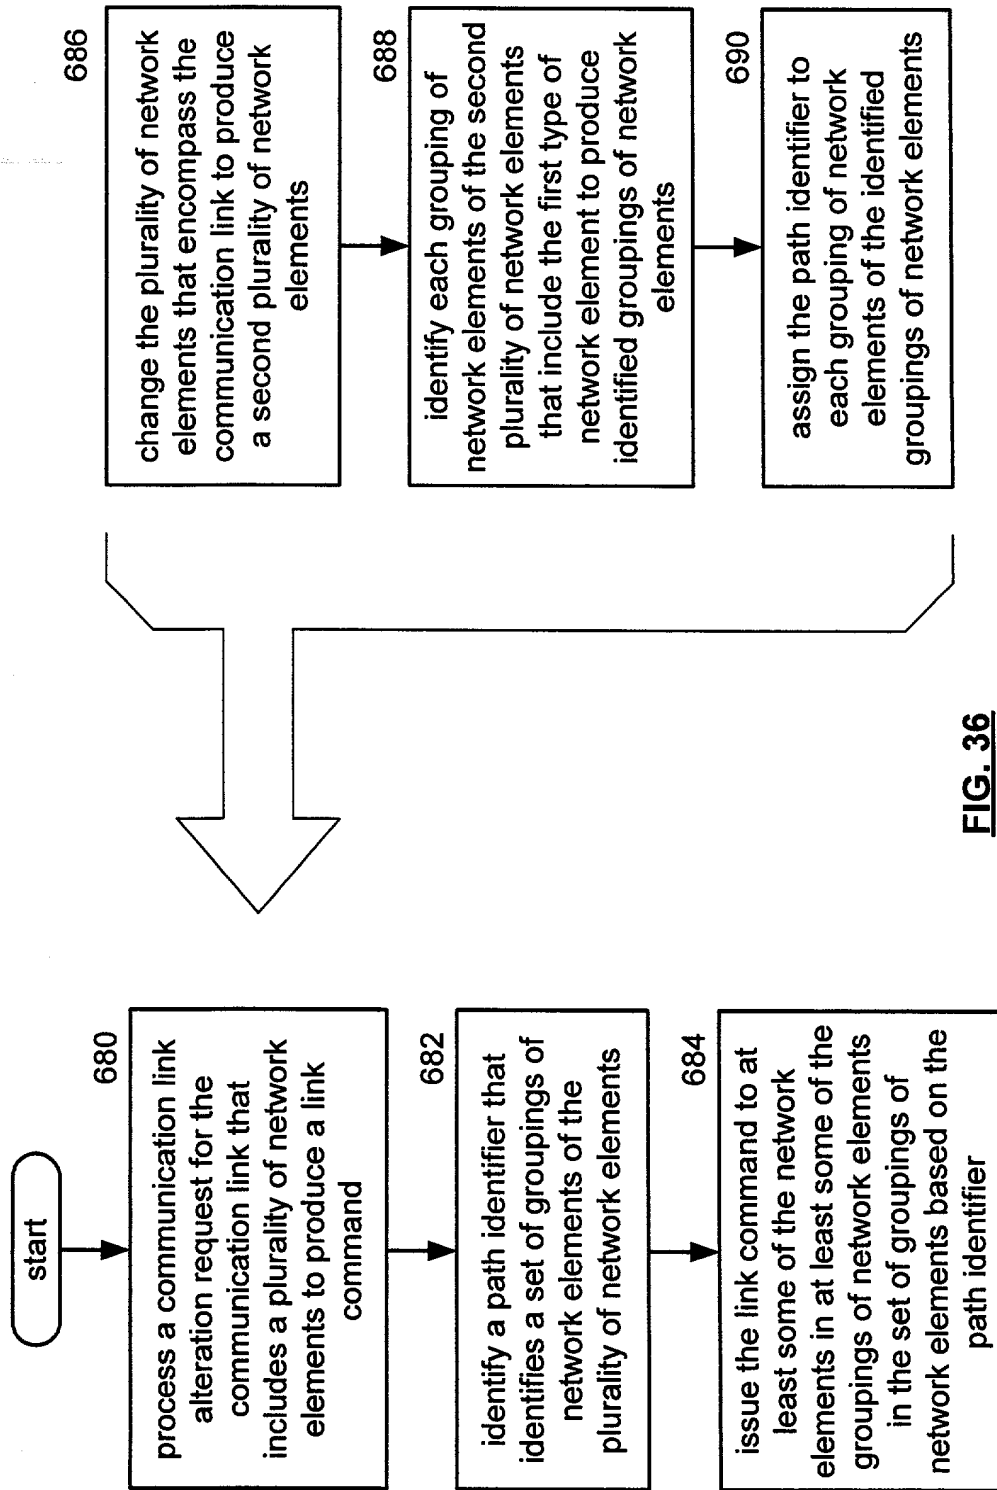 start
680
process a communication link
alteration request for the
communication link that
includes a plurality of network
elements to produce a link
command
682
identify a path identifier that
identifies a set of groupings of
network elements of the
plurality of network elements
684
issue the link command to at
least some of the network
elements in at least some of the
groupings of network elements
in the set of groupings of
network elements based on the
path identifier
686
change the plurality of network
elements that encompass the
communication link to produce
a second plurality of network
elements
688
identify each grouping of
network elements of the second
plurality of network elements
that include the first type of
network element to produce
identified groupings of network
elements
690
assign the path identifier to
each grouping of network
elements of the identified
groupings of network elements
FIG. 36